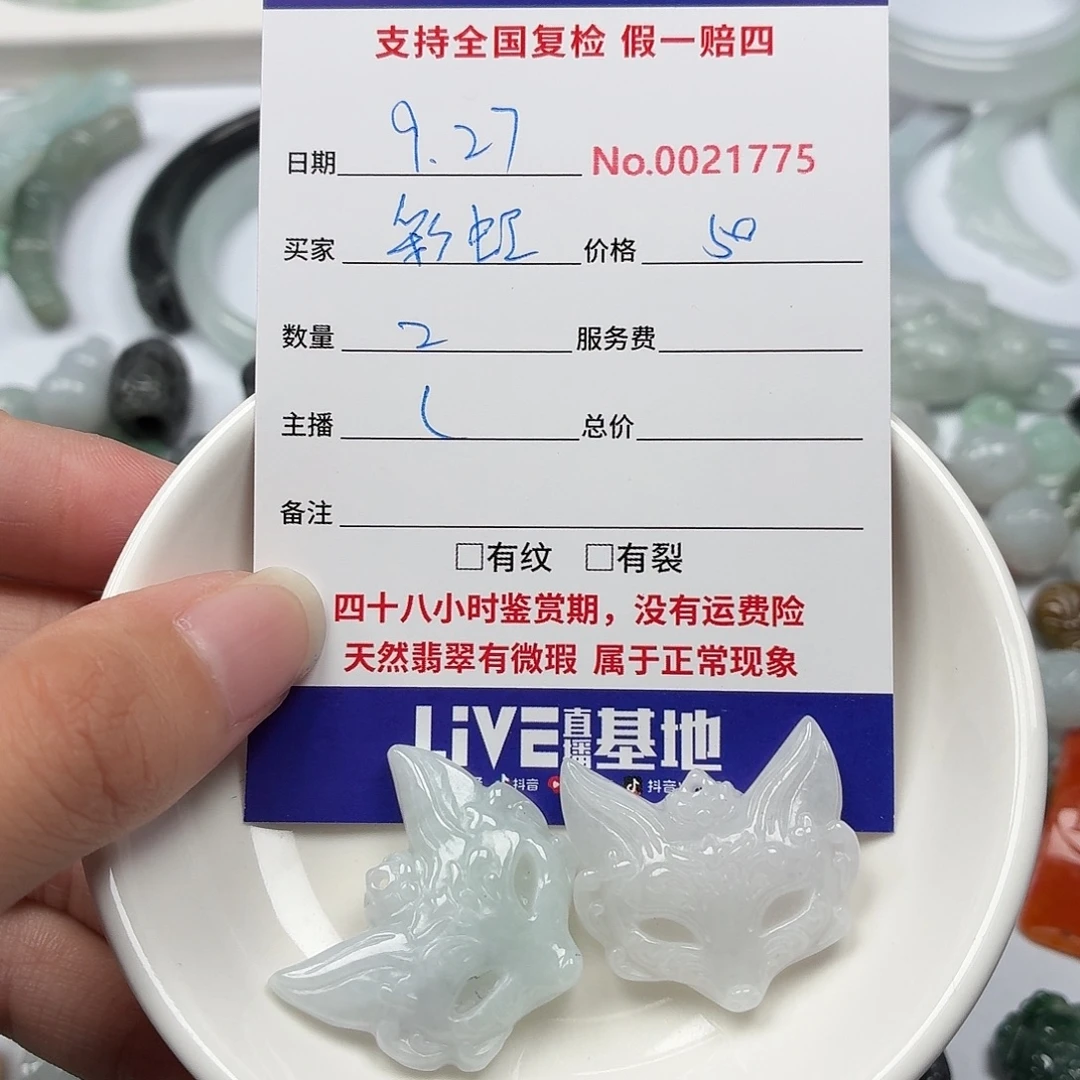 支持全国复检 假一赔四
日期 9.27 No.0021775
买家 彩虹 价格 50
数量 2 服务费
主播 L 总价
备注
□有纹 □有裂
四十八小时鉴赏期，没有运费险
天然翡翠有微瑕 属于正常现象
LiVE直播基地
抖音 抖音